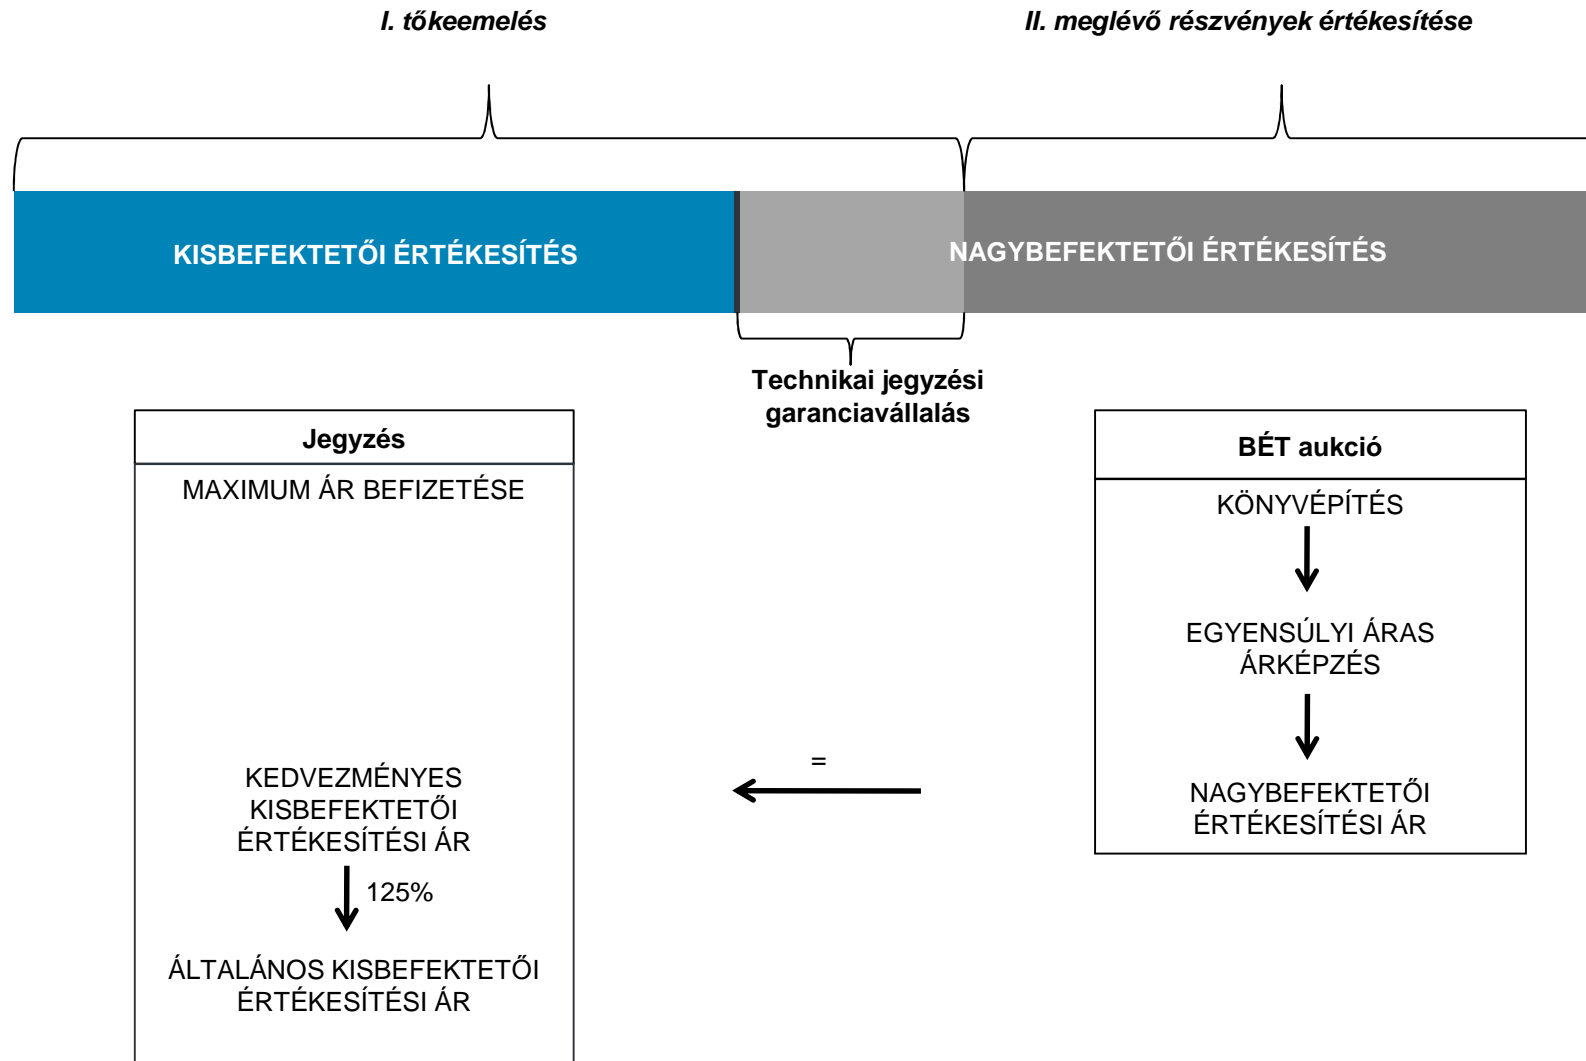 I. tőkeemelés
II. meglévő részvények értékesítése
KISBEFEKTETŐI ÉRTÉKESÍTÉS
NAGYBEFEKTETŐI ÉRTÉKESÍTÉS
Technikai jegyzési
garanciavállalás
Jegyzés
MAXIMUM ÁR BEFIZETÉSE
KEDVEZMÉNYES
KISBEFEKTETŐI
ÉRTÉKESÍTÉSI ÁR
125%
ÁLTALÁNOS KISBEFEKTETŐI
ÉRTÉKESÍTÉSI ÁR
=
BÉT aukció
KÖNYVÉPÍTÉS
EGYENSÚLYI ÁRAS
ÁRKÉPZÉS
NAGYBEFEKTETŐI
ÉRTÉKESÍTÉSI ÁR